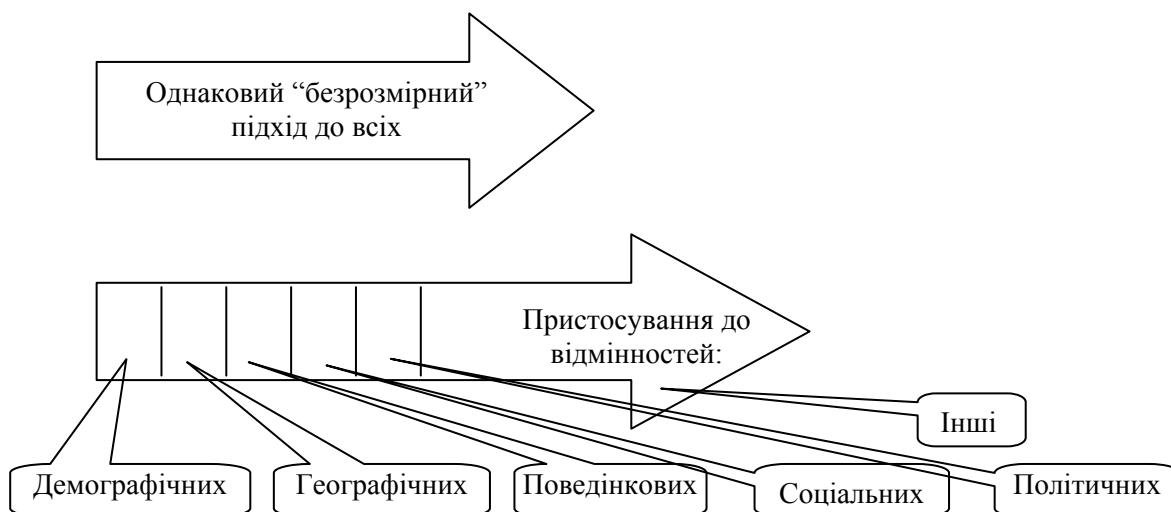 Однаковий “безрозмірний”
підхід до всіх
Пристосування до
відмінностей:
Інші
Демографічних
Географічних
Поведінкових
Соціальних
Політичних